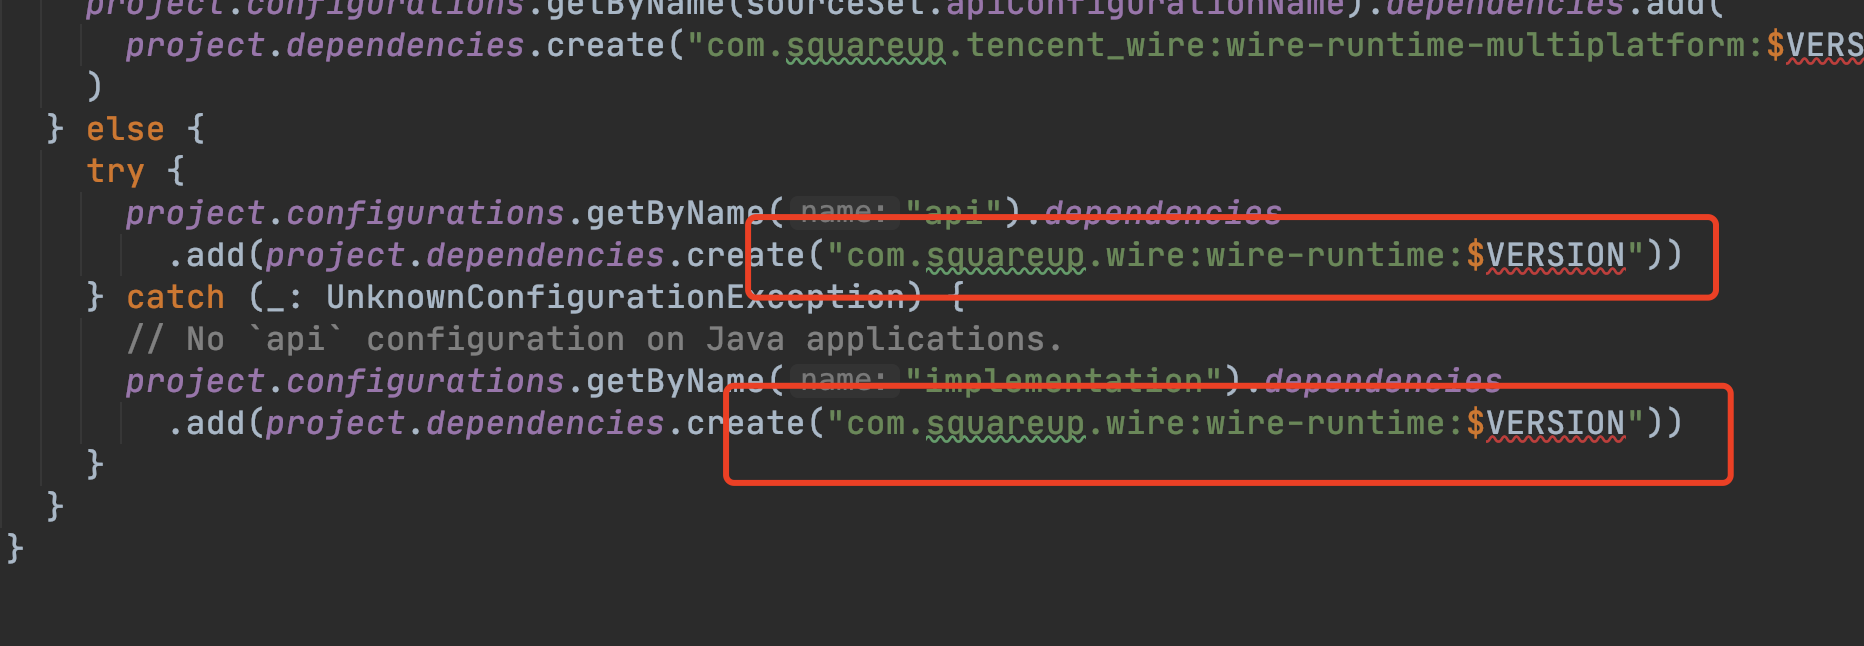 project.configurations.getByName(sourceSet.apiConfigurationName).dependencies.add(
project.dependencies.create("com.squareup.tencent_wire:wire-runtime-multiplatform:$VERS
)
} else {
try {
project.configurations.getByName( name: "api").dependencies
.add(project.dependencies.create("com.squareup.wire:wire-runtime:$VERSION"))
} catch (_: UnknownConfigurationException) {
// No `api` configuration on Java applications.
project.configurations.getByName( name: "implementation").dependencies
.add(project.dependencies.create("com.squareup.wire:wire-runtime:$VERSION"))
}
}
}